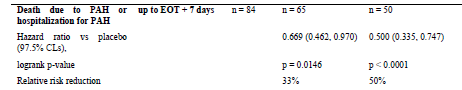 Death due to PAH or up to EOT + 7 days n = 84 n = 65 n = 50
hospitalization for PAH
Hazard ratio vs placebo 0.669 (0.462, 0.970) 0.500 (0.335, 0.747)
(97.5% CLs),
logrank p-value p = 0.0146 p < 0.0001
Relative risk reduction 33% 50%